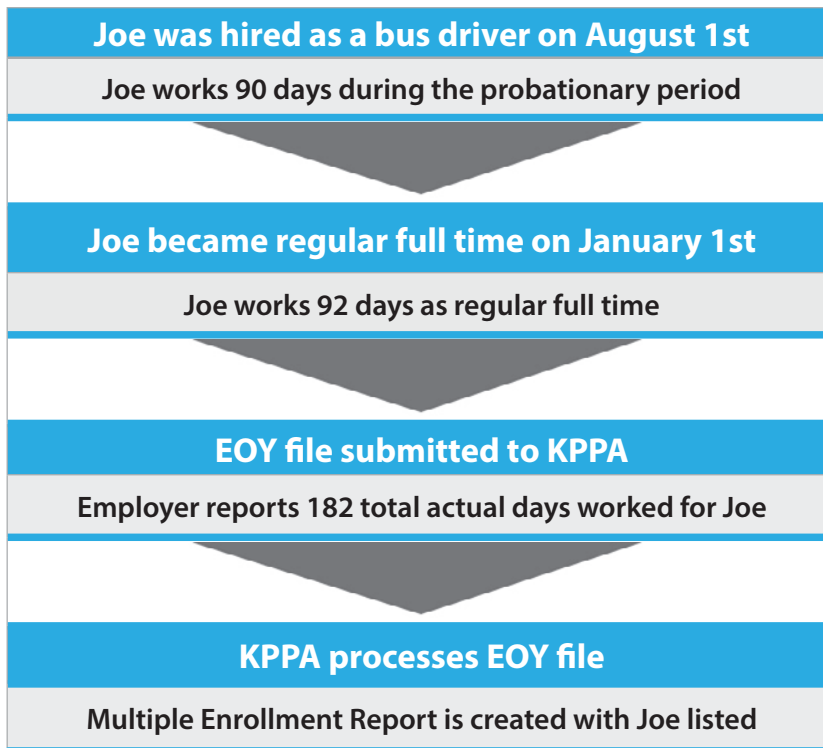 Joe was hired as a bus driver on August 1st
Joe works 90 days during the probationary period
Joe became regular full time on January 1st
Joe works 92 days as regular full time
EOY file submitted to KPPA
Employer reports 182 total actual days worked for Joe
KPPA processes EOY file
Multiple Enrollment Report is created with Joe listed